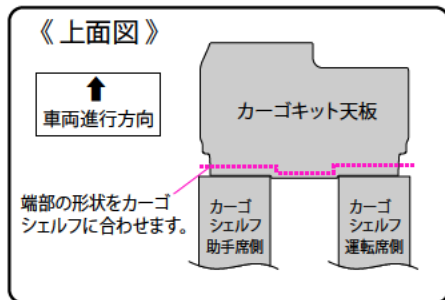 《 上面図 》
車両進行方向
カーゴキット天板
端部の形状をカーゴ
シェルフに合わせます。
カーゴ
シェルフ
助手席側
カーゴ
シェルフ
運転席側